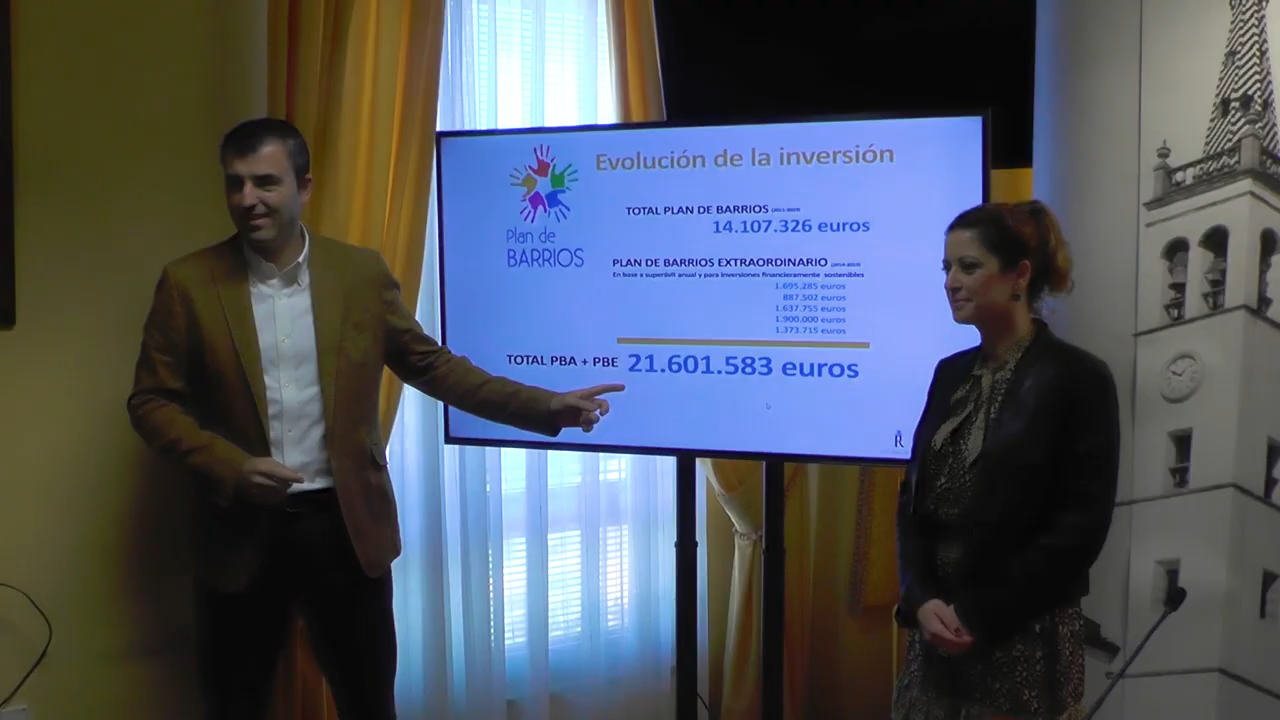 Evolución de la inversión
Plan de
BARRIOS
TOTAL PLAN DE BARRIOS
14.107.326 euros
PLAN DE BARRIOS EXTRAORDINARIO
En base a superávit anual y para inversiones financieramente sostenibles
1.695.285 euros
887.502 euros
1.637.755 euros
1.900.000 euros
1.373.715 euros
TOTAL PBA + PBE 21.601.583 euros
R